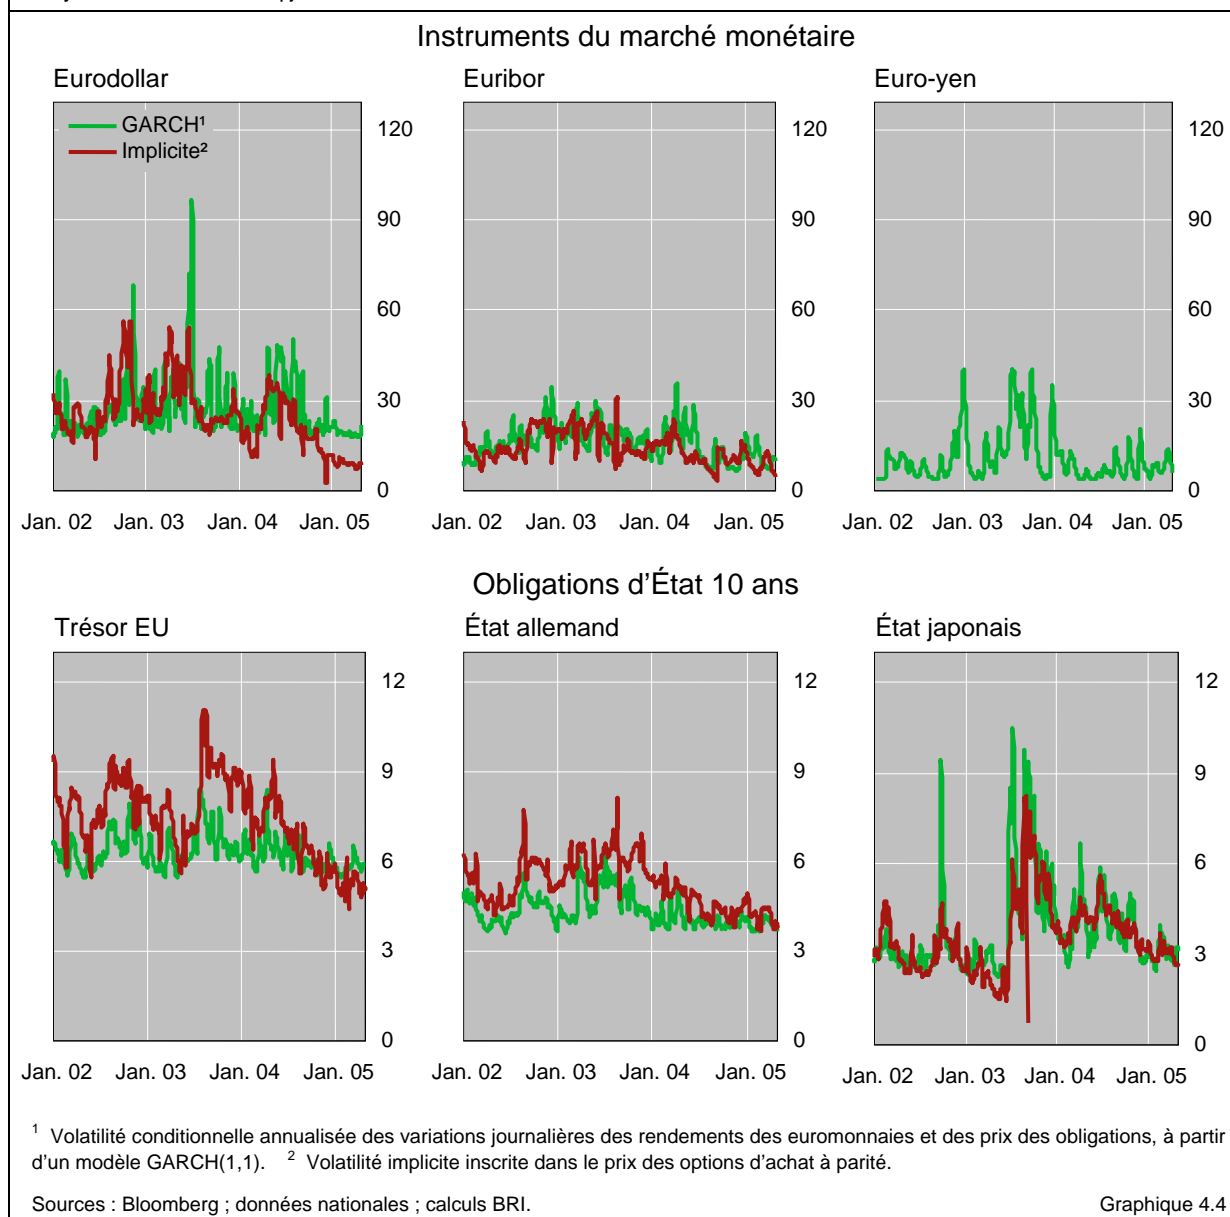 Instruments du marché monétaire
Eurodollar
Euribor
Euro-yen
GARCH¹
Implicite²
120
90
60
30
0
120
90
60
30
0
120
90
60
30
0
Jan. 02 Jan. 03 Jan. 04 Jan. 05
Jan. 02 Jan. 03 Jan. 04 Jan. 05
Jan. 02 Jan. 03 Jan. 04 Jan. 05
Obligations d'État 10 ans
Trésor EU
État allemand
État japonais
12
9
6
3
0
12
9
6
3
0
12
9
6
3
0
Jan. 02 Jan. 03 Jan. 04 Jan. 05
Jan. 02 Jan. 03 Jan. 04 Jan. 05
Jan. 02 Jan. 03 Jan. 04 Jan. 05
¹ Volatilité conditionnelle annualisée des variations journalières des rendements des euromonnaies et des prix des obligations, à partir
d'un modèle GARCH(1,1). ² Volatilité implicite inscrite dans le prix des options d'achat à parité.
Sources : Bloomberg ; données nationales ; calculs BRI.
Graphique 4.4